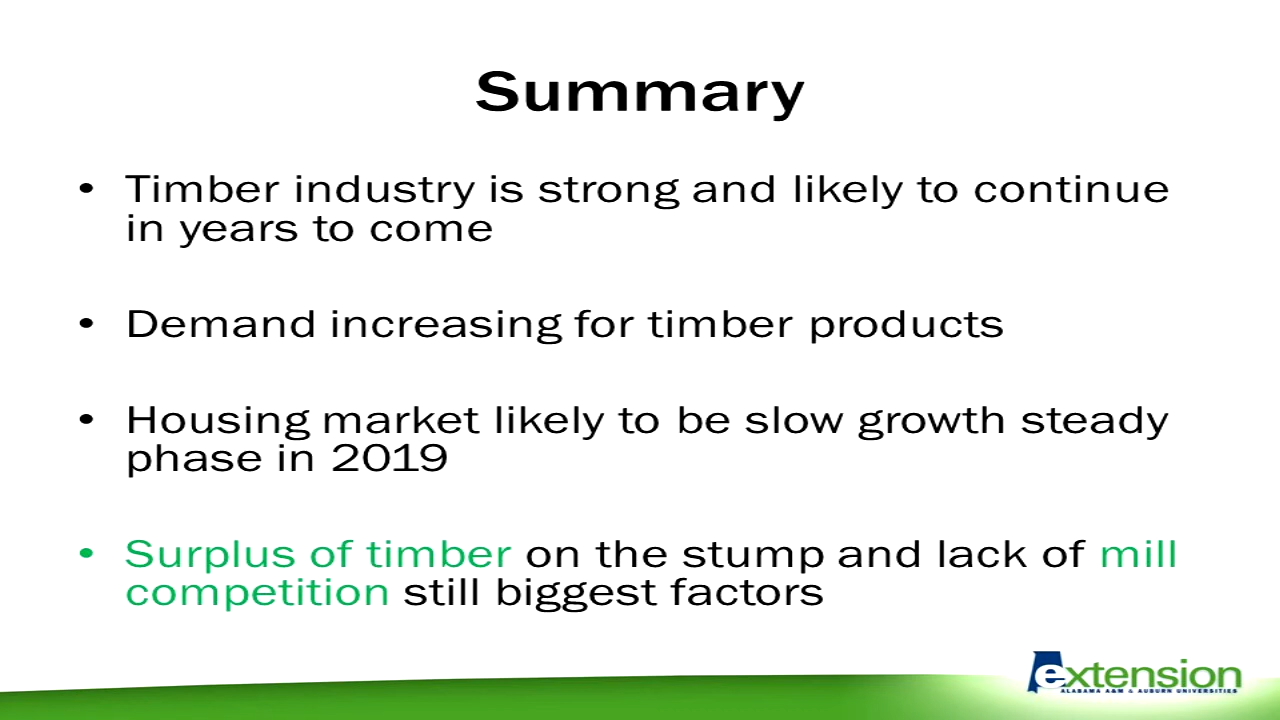 Summary
• Timber industry is strong and likely to continue
in years to come
• Demand increasing for timber products
• Housing market likely to be slow growth steady
phase in 2019
• Surplus of timber on the stump and lack of mill
competition still biggest factors
extension
ALABAMA A&M & AUBURN UNIVERSITIES